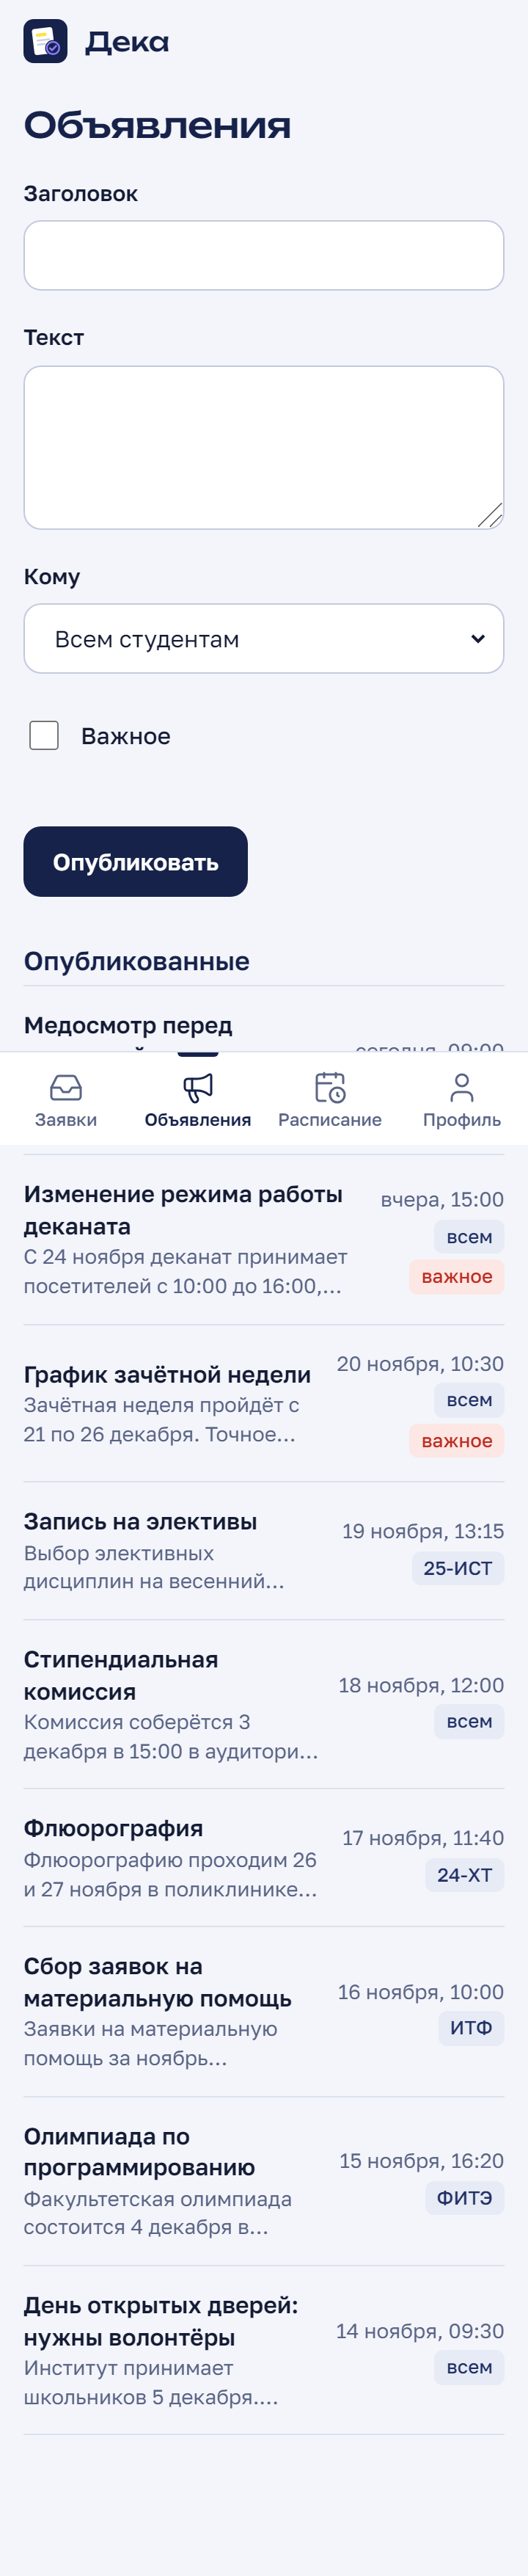 Дека
Объявления
Заголовок
Текст
Кому
Всем студентам
Важное
Опубликовать
Опубликованные
Медосмотр перед
сегодня, 09:00
Заявки
Объявления
Расписание
Профиль
Изменение режима работы
деканата
С 24 ноября деканат принимает
посетителей с 10:00 до 16:00,...
вчера, 15:00
всем
важное
График зачётной недели
Зачётная неделя пройдёт с
21 по 26 декабря. Точное...
20 ноября, 10:30
всем
важное
Запись на элективы
Выбор элективных
дисциплин на весенний...
19 ноября, 13:15
25-ИСТ
Стипендиальная
комиссия
Комиссия соберётся 3
декабря в 15:00 в аудитори...
18 ноября, 12:00
всем
Флюорография
Флюорографию проходим 26
и 27 ноября в поликлинике...
17 ноября, 11:40
24-ХТ
Сбор заявок на
материальную помощь
Заявки на материальную
помощь за ноябрь...
16 ноября, 10:00
ИТФ
Олимпиада по
программированию
Факультетская олимпиада
состоится 4 декабря в...
15 ноября, 16:20
ФИТЭ
День открытых дверей:
нужны волонтёры
Институт принимает
школьников 5 декабря....
14 ноября, 09:30
всем